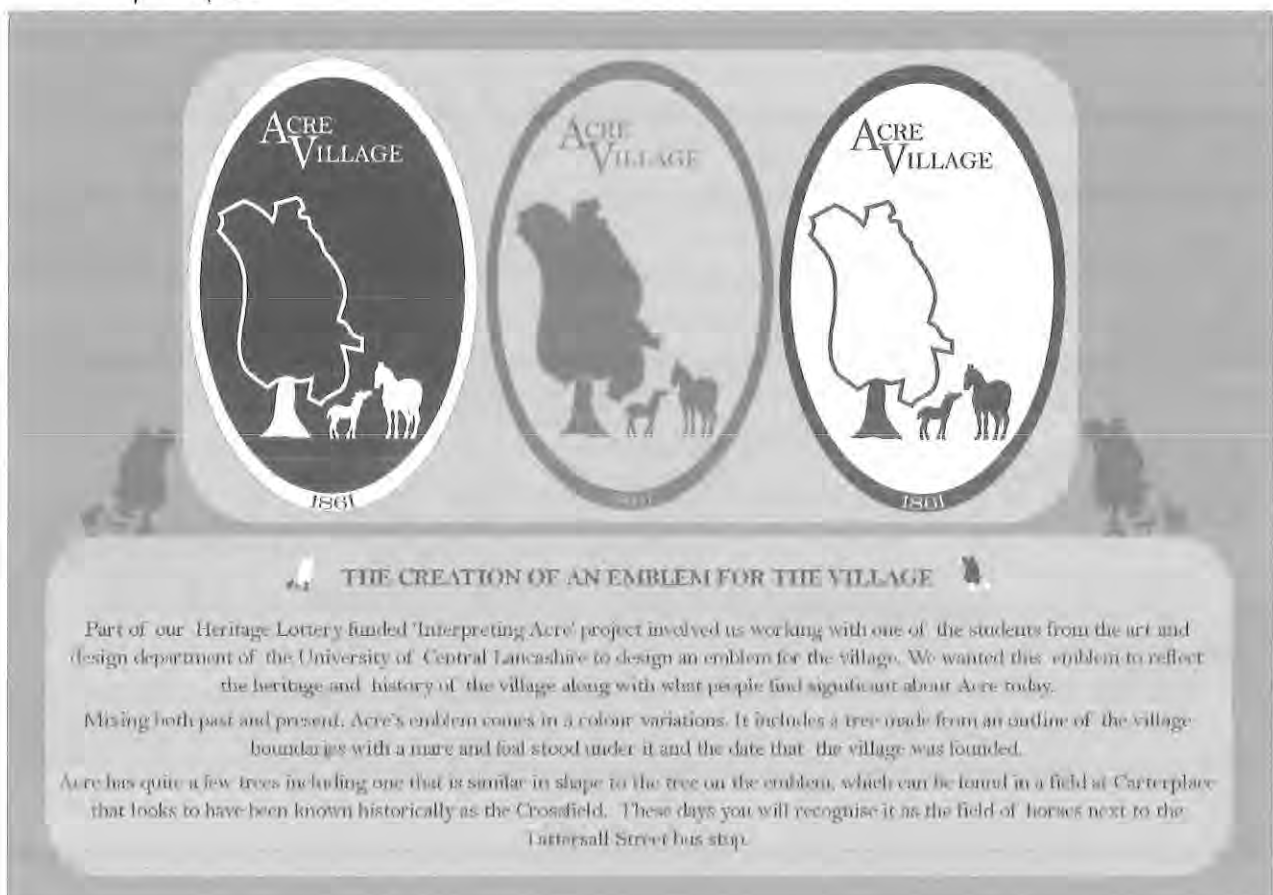 ACRE
VILLAGE
1861
ACRE
VILLAGE
ACRE
VILLAGE
1861
THE CREATION OF AN EMBLEM FOR THE VILLAGE
Part of our Heritage Lottery funded 'Interpreting Acre' project involved us working with one of the students from the art and
design department of the University of Central Lancashire to design an emblem for the village. We wanted this emblem to reflect
the heritage and history of the village along with what people find significant about Acre today.
Mixing both past and present, Acre's emblem comes in 3 colour variations. It includes a tree made from an outline of the village
boundaries with a mare and foal stood under it and the date that the village was founded.
Acre has quite a few trees including one that is similar in shape to the tree on the emblem, which can be found in a field at Carterplace
that looks to have been known historically as the Crossfield. These days you will recognise it as the field of horses next to the
Tattersall Street bus stop.